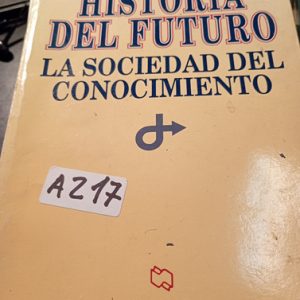 HISTORIA
DEL FUTURO
LA SOCIEDAD DEL
CONOCIMIENTO
A217